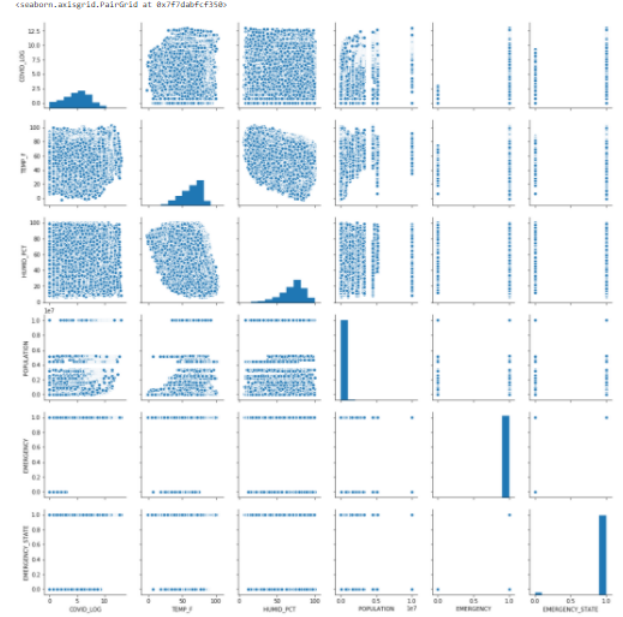 <seaborn.axisgrid.PairGrid at 0x7f7dabfcf350>
12.5
10.0
7.5
5.0
2.5
0.0
COVID_LOG
100
80
60
40
20
0
TEMP_F
100
80
60
40
20
0
HUMID_PCT
1e7
1.0
0.8
0.6
0.4
0.2
0.0
POPULATION
1.0
0.8
0.6
0.4
0.2
0.0
EMERGENCY
1.0
0.8
0.6
0.4
0.2
0.0
EMERGENCY_STATE
0 10
COVID_LOG
0 50 100
TEMP_F
0 50 100
HUMID_PCT
0.0 0.5 1.0
POPULATION 1e7
0.0 0.5 1.0
EMERGENCY
0.0 0.5 1.0
EMERGENCY_STATE